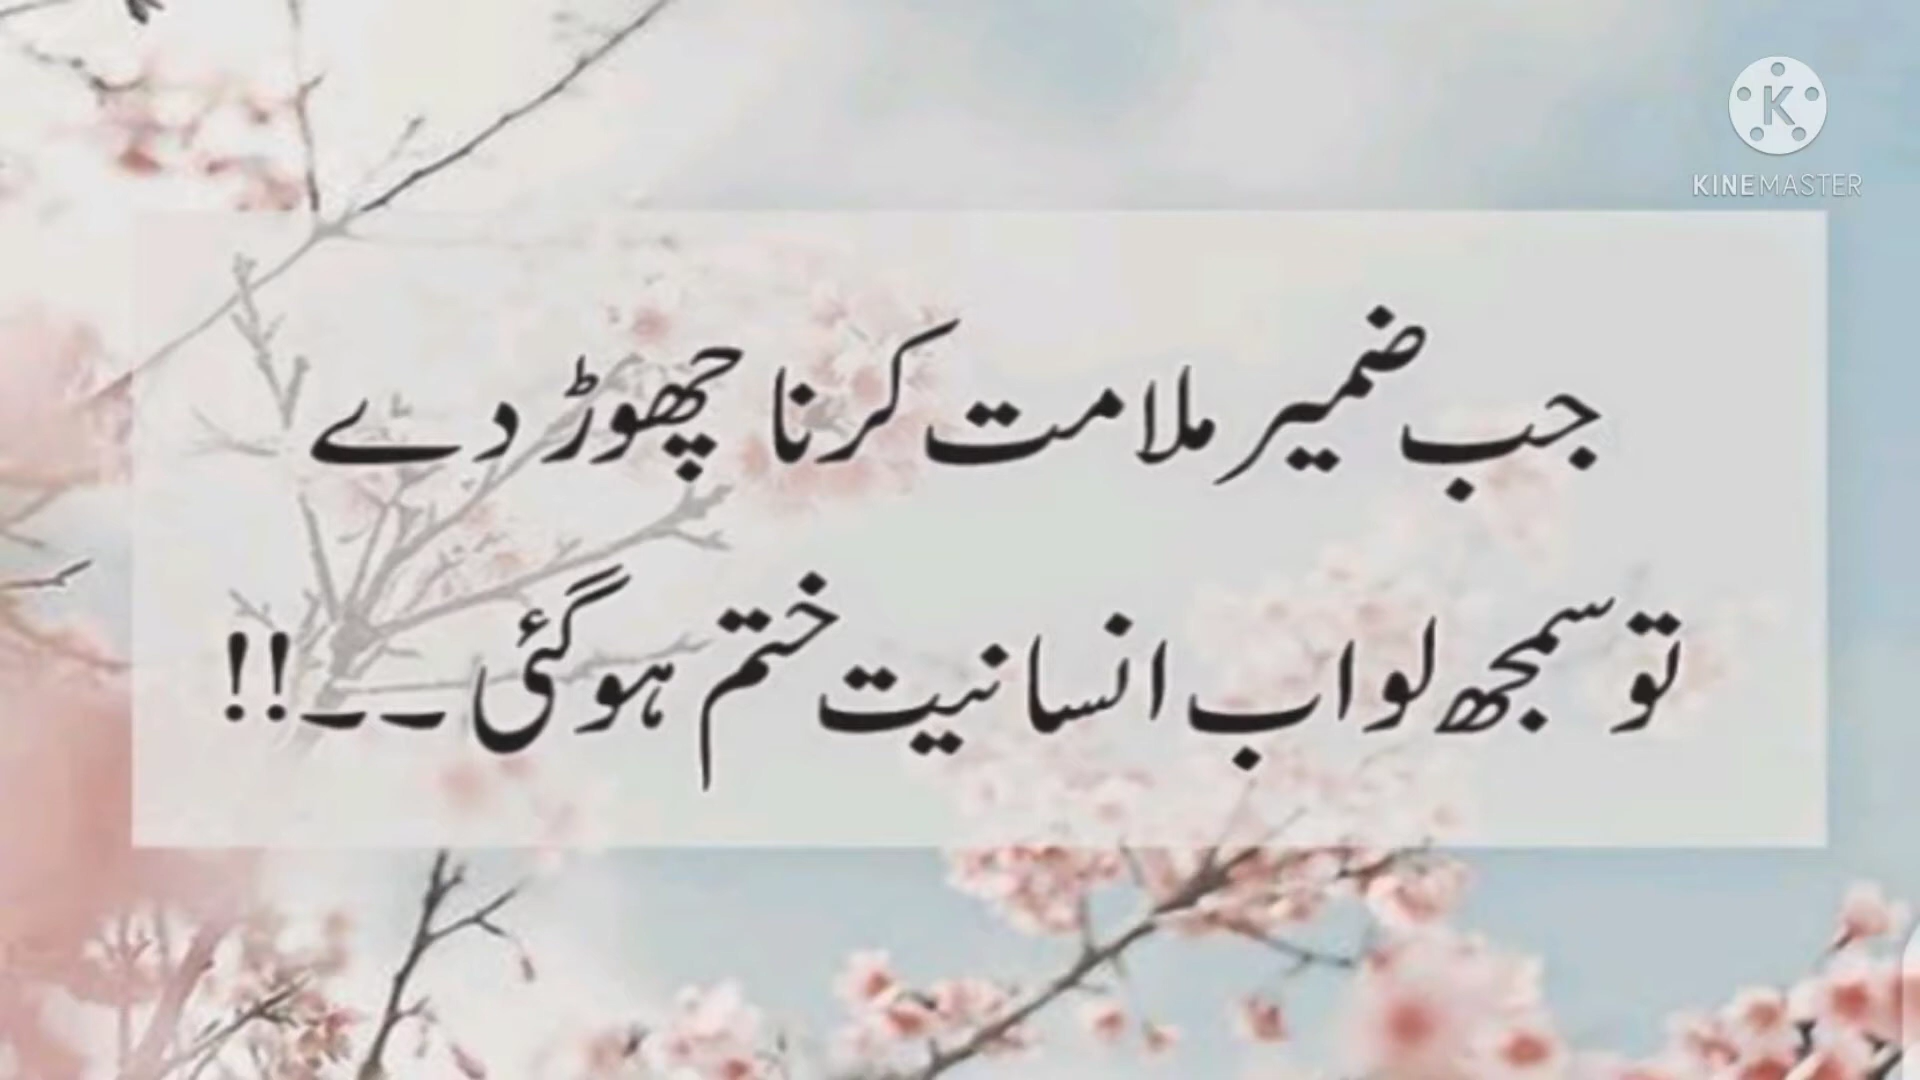 KINEMASTER
جب ضمیر ملامت کرنا چھوڑ دے
تو سمجھ لو اب انسانیت ختم ہو گئی ۔۔۔!!